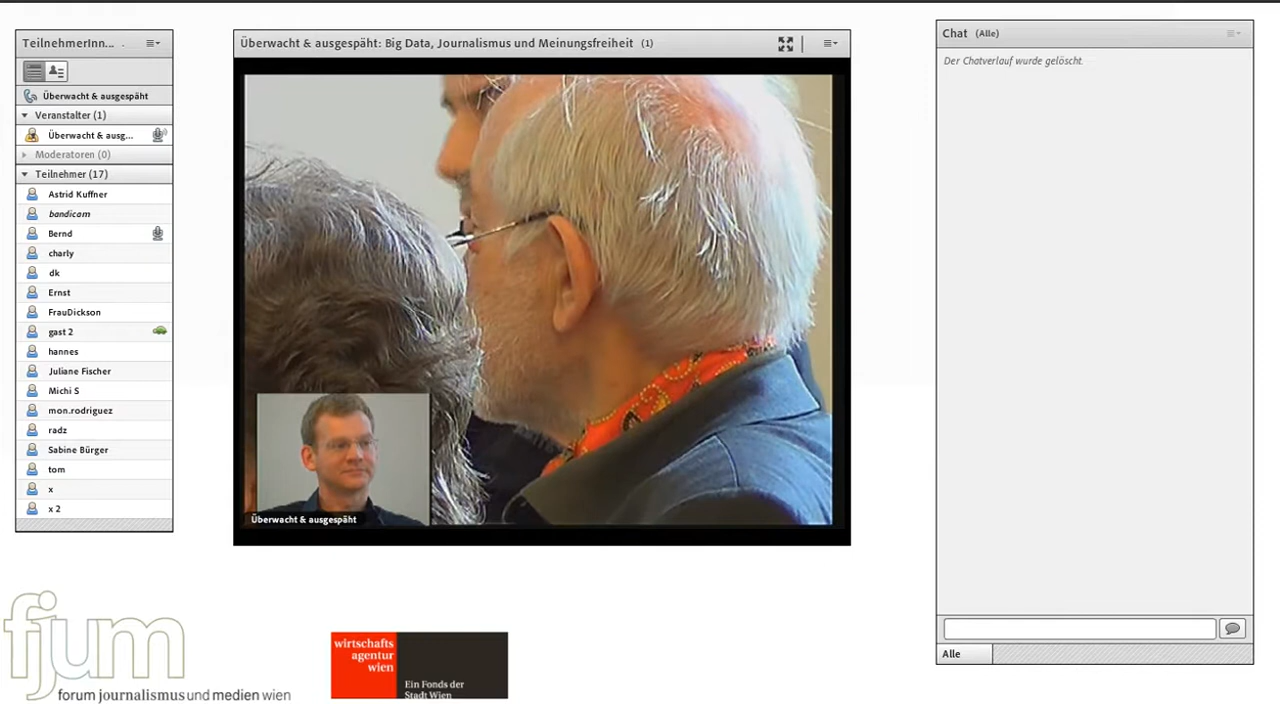 TeilnehmerInn... .
Überwacht & ausgespäht
Veranstalter (1)
Überwacht & ausg...
Moderatoren (0)
Teilnehmer (17)
Astrid Kuffner
bandicam
Bernd
charly
dk
Ernst
FrauDickson
gast 2
hannes
Juliane Fischer
Michi S
mon.rodriguez
radz
Sabine Bürger
tom
x
x 2
Überwacht & ausgespäht: Big Data, Journalismus und Meinungsfreiheit (1)
Überwacht & ausgespäht
Chat (Alle)
Der Chatverlauf wurde gelöscht.
Alle
fjum
forum journalismus und medien wien
wirtschafts
agentur
wien
Ein Fonds der
Stadt Wien